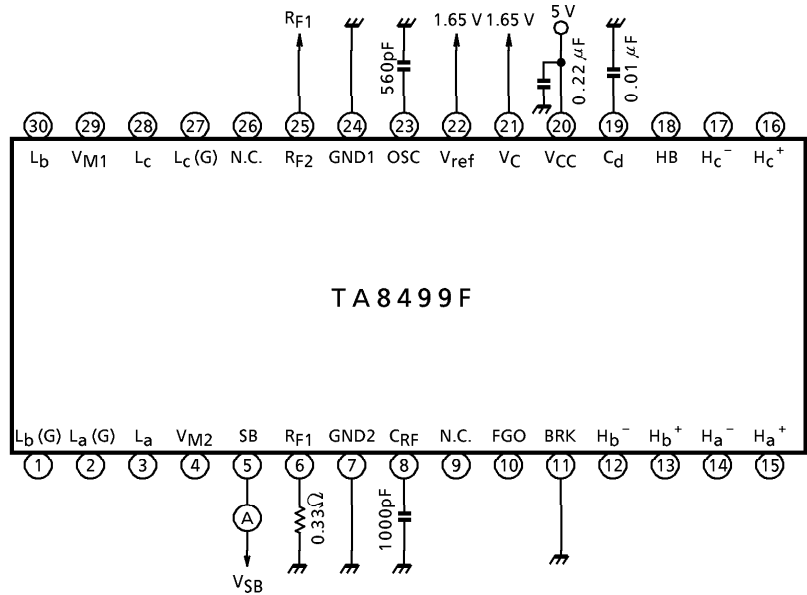 RF1 1.65 V 1.65 V 5 V
560pF 0.22 μF 0.01 μF
30 29 28 27 26 25 24 23 22 21 20 19 18 17 16
Lb VM1 Lc Lc (G) N.C. RF2 GND1 OSC Vref VC VCC Cd HB Hc⁻ Hc⁺
TA8499F
Lb (G) La (G) La VM2 SB RF1 GND2 CRF N.C. FGO BRK Hb⁻ Hb⁺ Ha⁻ Ha⁺
1 2 3 4 5 6 7 8 9 10 11 12 13 14 15
A 0.33Ω 1000pF
VSB